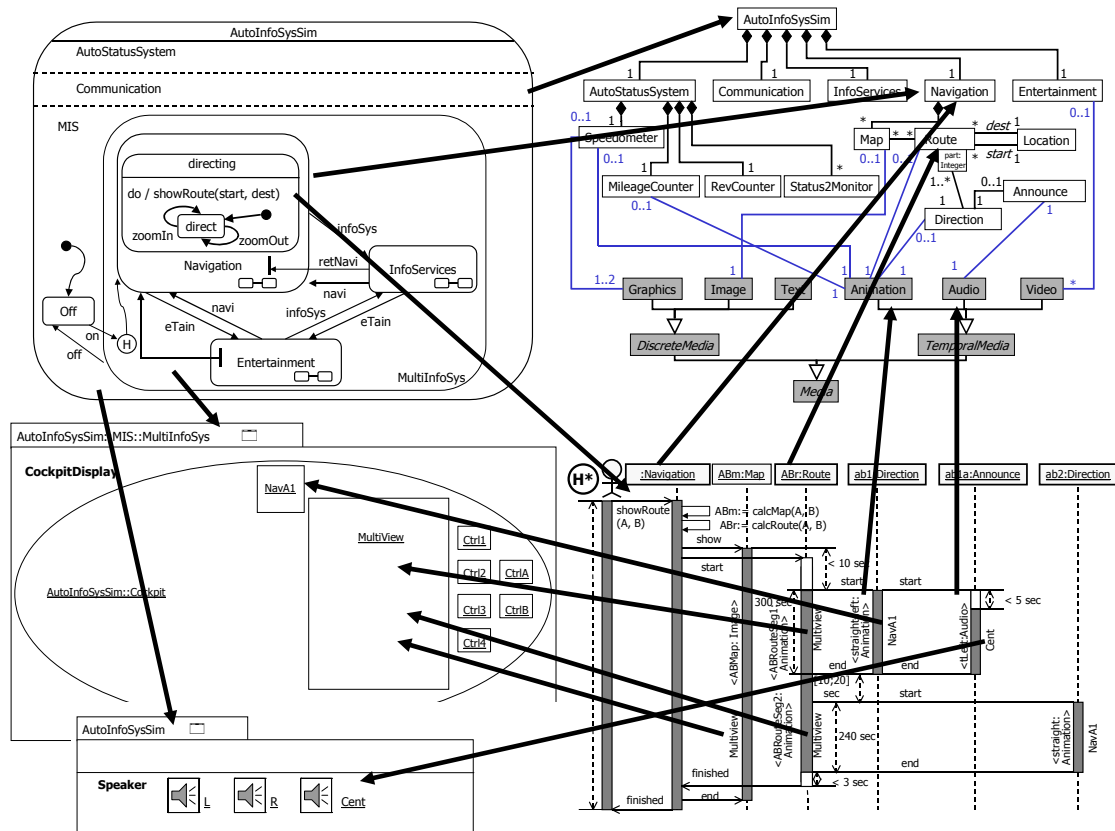 AutoInfoSysSim
AutoStatusSystem
Communication
MIS
directing
do / showRoute(start, dest)
direct
zoomIn
zoomOut
infoSys
Navigation
retNavi
InfoServices
navi
Off
on
off
H
navi
eTain
infoSys
eTain
Entertainment
MultiInfoSys
AutoInfoSysSim
1
1
1
1
1
AutoStatusSystem
Communication
InfoServices
Navigation
Entertainment
0..1
1
Speedometer
0..1
*
Map
*
*
Route
*
dest
1
Location
*
start
1
0..1
0..1
part:
Integer
0..1
1
1
*
MileageCounter
RevCounter
Status2Monitor
0..1
1..*
*
0..1
Announce
1
1
1
Direction
0..1
1..2
Graphics
1
Image
Text
1
1
1
1
Animation
1
Audio
Video
*
DiscreteMedia
TemporalMedia
Media
AutoInfoSysSim::MIS::MultiInfoSys
CockpitDisplay
NavA1
MultiView
Ctrl1
Ctrl2
CtrlA
Ctrl3
CtrlB
Ctrl4
AutoInfoSysSim::Cockpit
AutoInfoSysSim
Speaker
L
R
Cent
H*
:Navigation
ABm:Map
ABr:Route
ab1:Direction
ab1a:Announce
ab2:Direction
showRoute
(A, B)
ABm:= calcMap(A, B)
ABr:= calcRoute(A, B)
show
start
< 10 sec
start
start
300 sec
< 5 sec
<ABMap: Image>
Multiview
<ABRouteSeg1:
Animation>
Multiview
<straightleft:
Animation>
NavA1
<tLeft:Audio>
Cent
end
end
[10;20]
sec
start
<ABRouteSeg2:
Animation>
Multiview
240 sec
<straight:
Animation>
NavA1
end
finished
< 3 sec
finished
end